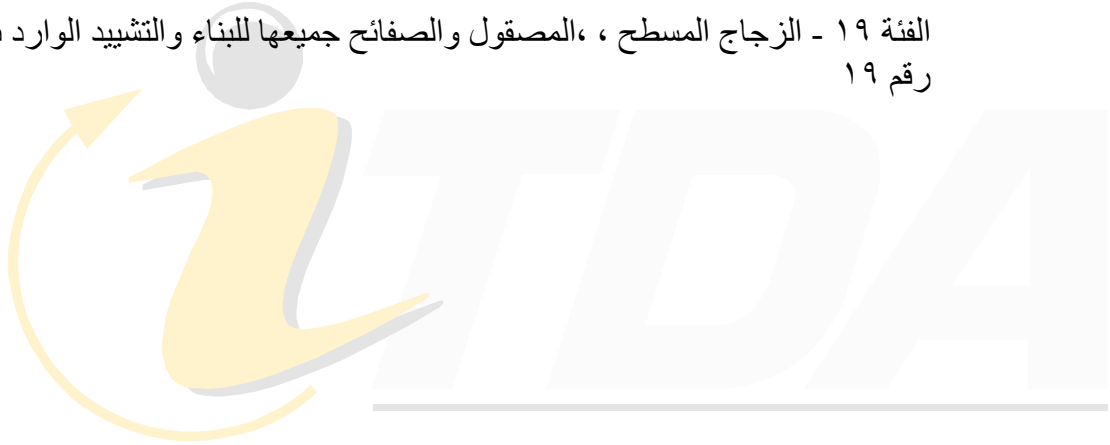 الفئة ١٩ - الزجاج المسطح ، ،المصقول والصفائح جميعها للبناء والتشييد الوارد
رقم ١٩
iTDA